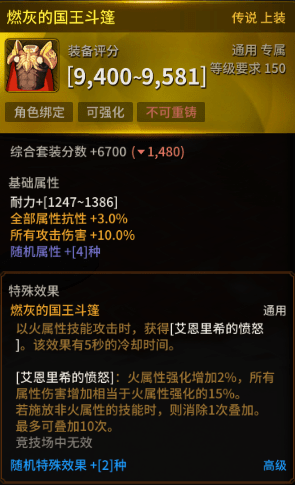 燃灰的国王斗篷 传说 上装
装备评分 通用 专属
[9,400~9,581] 等级要求 150
角色绑定 可强化 不可重铸
综合套装分数 +6700 (▼1,480)
基础属性
耐力+[1247~1386]
全部属性抗性 +3.0%
所有攻击伤害 +10.0%
随机属性 +[4]种
特殊效果
燃灰的国王斗篷 通用
以火属性技能攻击时，获得[艾恩里希的愤怒
]。该效果有5秒的冷却时间。
[艾恩里希的愤怒]：火属性强化增加2%，所有
属性伤害增加相当于火属性强化的15%。
若施放非火属性的技能时，则消除1次叠加。
最多可叠加10次。
竞技场中无效
随机特殊效果 +[2]种 高级